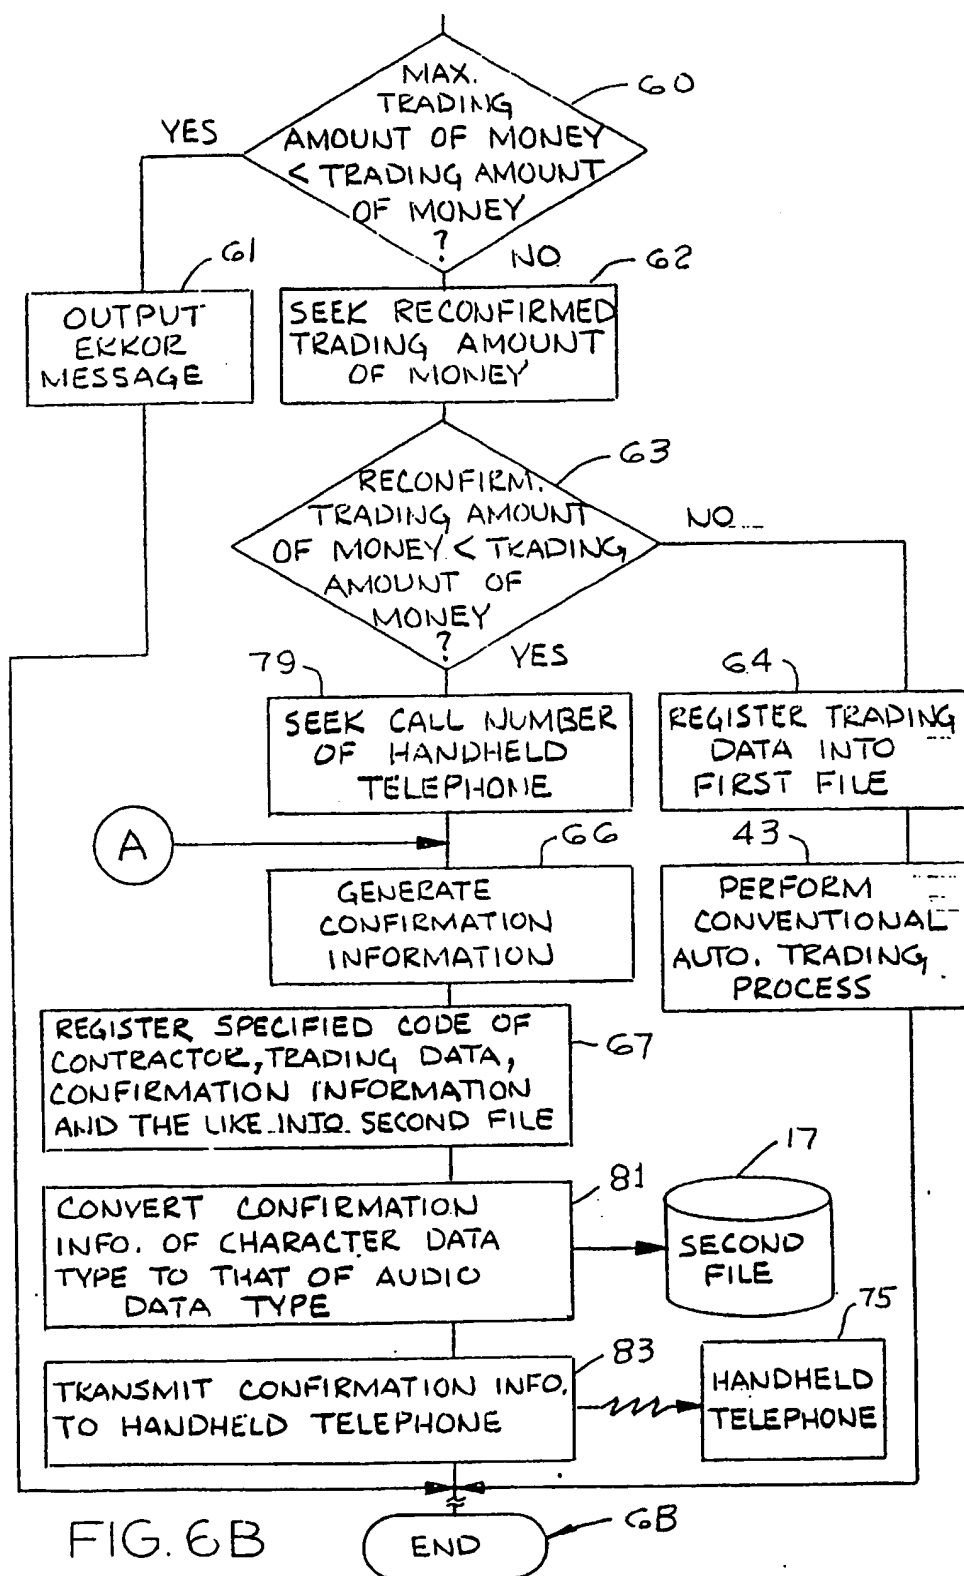 MAX.
TRADING
AMOUNT OF MONEY
< TRADING AMOUNT
OF MONEY
?
60
YES
NO
61
OUTPUT
ERROR
MESSAGE
62
SEEK RECONFIRMED
TRADING AMOUNT
OF MONEY
63
RECONFIRM.
TRADING AMOUNT
OF MONEY < TRADING
AMOUNT OF
MONEY
?
NO
YES
79
SEEK CALL NUMBER
OF HANDHELD
TELEPHONE
64
REGISTER TRADING
DATA INTO
FIRST FILE
A
66
GENERATE
CONFIRMATION
INFORMATION
43
PERFORM
CONVENTIONAL
AUTO. TRADING
PROCESS
REGISTER SPECIFIED CODE OF
CONTRACTOR, TRADING DATA,
CONFIRMATION INFORMATION
AND THE LIKE INTO SECOND FILE
67
81
CONVERT CONFIRMATION
INFO. OF CHARACTER DATA
TYPE TO THAT OF AUDIO
DATA TYPE
17
SECOND
FILE
83
TRANSMIT CONFIRMATION INFO.
TO HANDHELD TELEPHONE
75
HANDHELD
TELEPHONE
FIG. 6B
END
6B